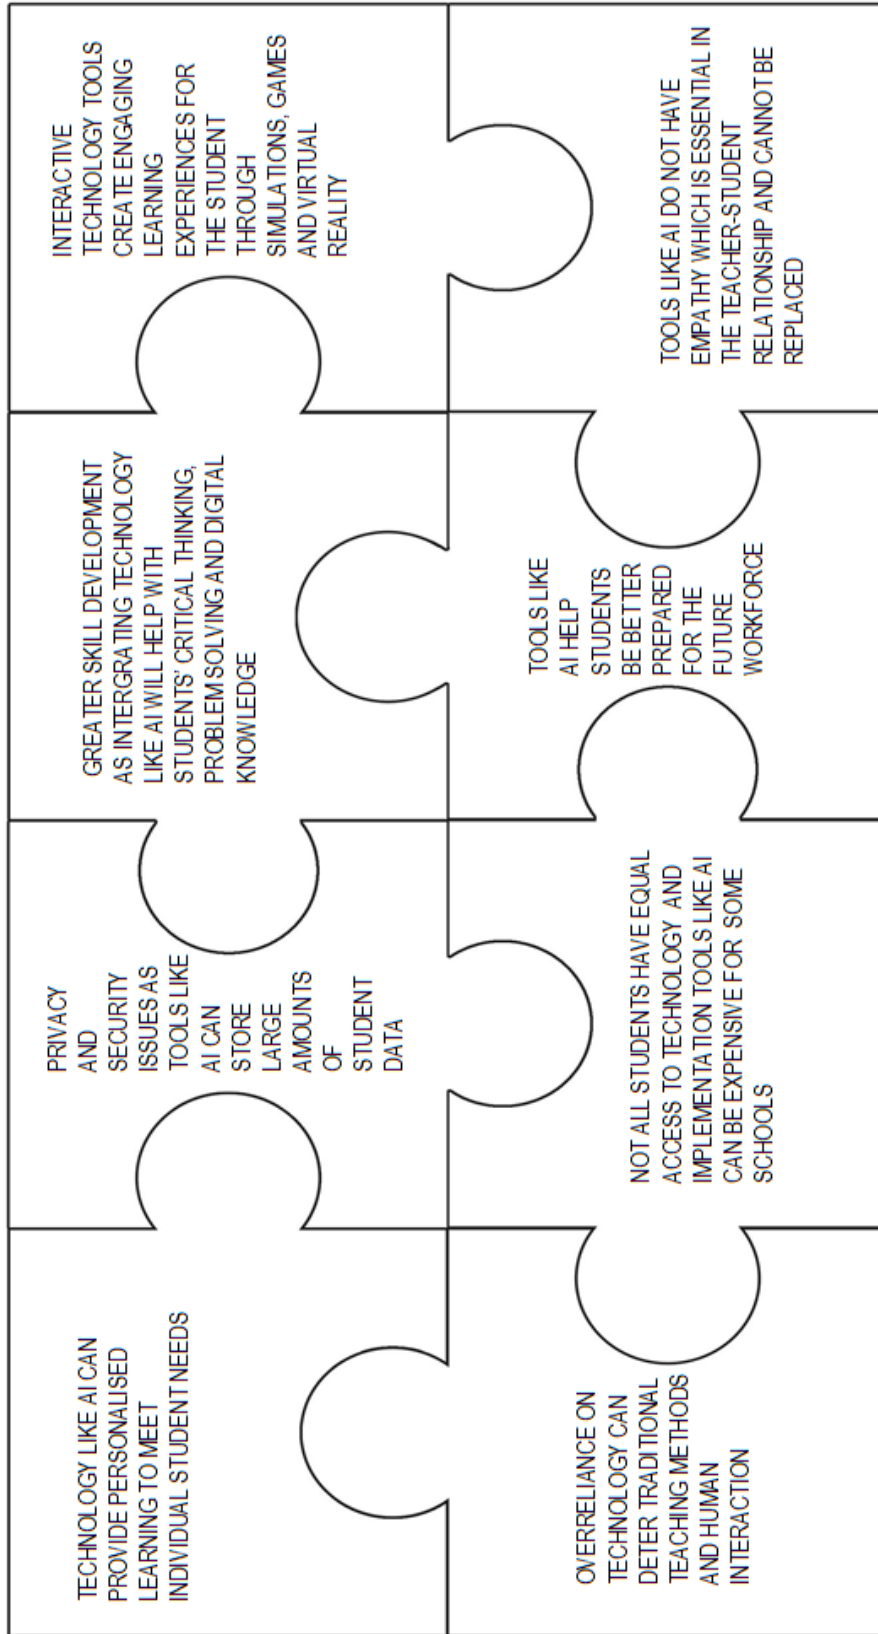 TECHNOLOGY LIKE AI CAN
PROVIDE PERSONALISED
LEARNING TO MEET
INDIVIDUAL STUDENT NEEDS
PRIVACY
AND
SECURITY
ISSUES AS
TOOLS LIKE
AI CAN
STORE
LARGE
AMOUNTS
OF
STUDENT
DATA
GREATER SKILL DEVELOPMENT
AS INTERGRATING TECHNOLOGY
LIKE AI WILL HELP WITH
STUDENTS' CRITICAL THINKING,
PROBLEM SOLVING AND DIGITAL
KNOWLEDGE
INTERACTIVE
TECHNOLOGY TOOLS
CREATE ENGAGING
LEARNING
EXPERIENCES FOR
THE STUDENT
THROUGH
SIMULATIONS, GAMES
AND VIRTUAL
REALITY
OVERRELIANCE ON
TECHNOLOGY CAN
DETER TRADITIONAL
TEACHING METHODS
AND HUMAN
INTERACTION
NOT ALL STUDENTS HAVE EQUAL
ACCESS TO TECHNOLOGY AND
IMPLEMENTATION TOOLS LIKE AI
CAN BE EXPENSIVE FOR SOME
SCHOOLS
TOOLS LIKE
AI HELP
STUDENTS
BE BETTER
PREPARED
FOR THE
FUTURE
WORKFORCE
TOOLS LIKE AI DO NOT HAVE
EMPATHY WHICH IS ESSENTIAL IN
THE TEACHER-STUDENT
RELATIONSHIP AND CANNOT BE
REPLACED